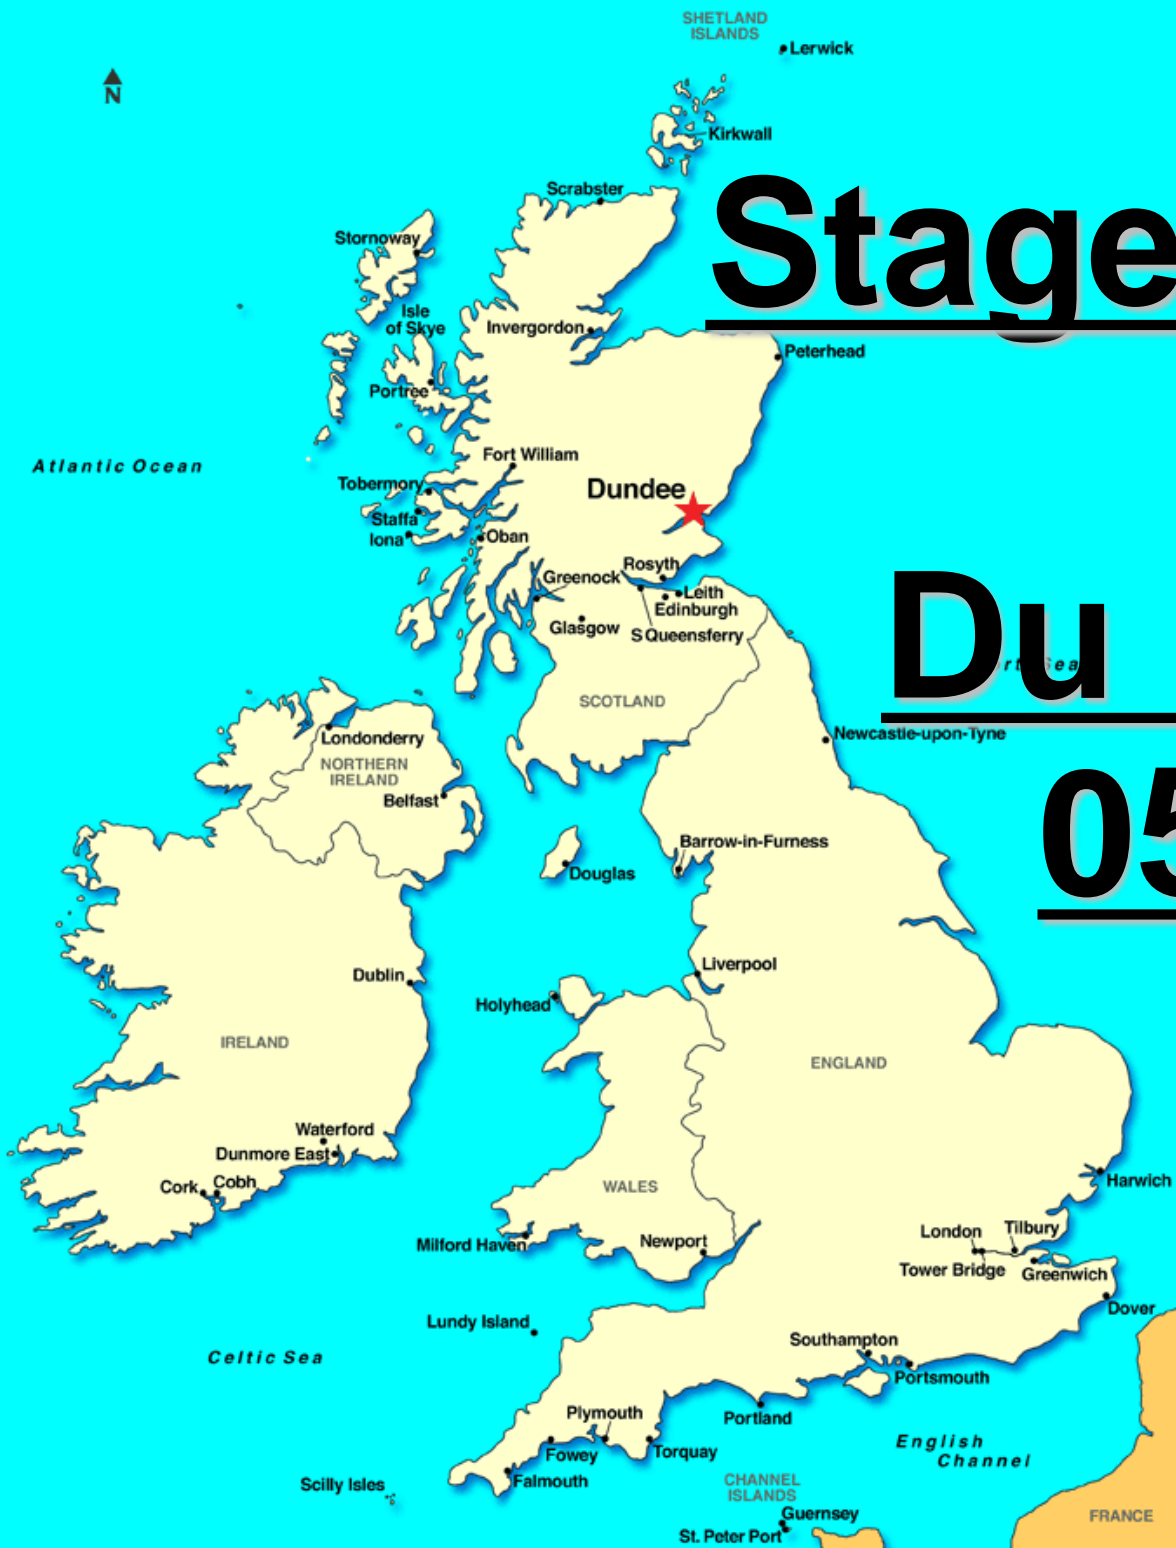 SHETLAND
ISLANDS
Lerwick
N
Kirkwall
Scrabster
Stage
Stornoway
Isle
of Skye
Invergordon
Peterhead
Portree
Atlantic Ocean
Fort William
Tobermory
Dundee
Staffa
Iona
Oban
Rosyth
Greenock
Leith
Edinburgh
Glasgow
S Queensferry
Du
SCOTLAND
Newcastle-upon-Tyne
Londonderry
NORTHERN
IRELAND
Belfast
05
Barrow-in-Furness
Douglas
Liverpool
Dublin
Holyhead
IRELAND
ENGLAND
Waterford
Dunmore East
Cork
Cobh
WALES
Harwich
Milford Haven
Newport
London
Tilbury
Tower Bridge
Greenwich
Dover
Lundy Island
Southampton
Portsmouth
Celtic Sea
Portland
Plymouth
Torquay
Fowey
Falmouth
English
Channel
Scilly Isles
CHANNEL
ISLANDS
Guernsey
St. Peter Port
FRANCE